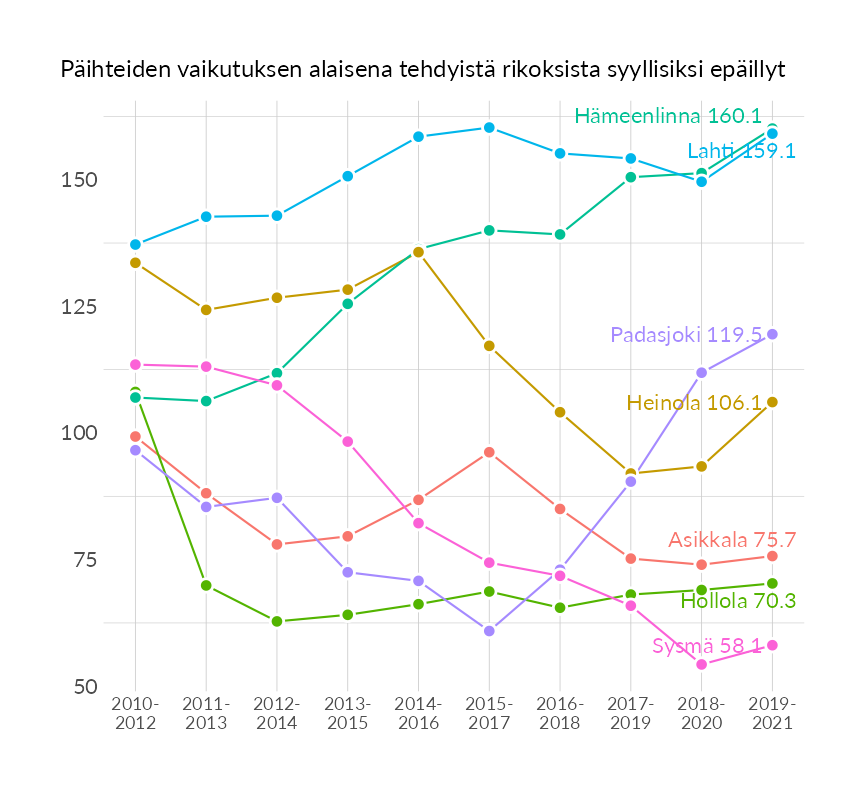 Päihteiden vaikutuksen alaisena tehdyistä rikoksista syyllisiksi epäillyt
Hämeenlinna 160.1
Lahti 159.1
150
125
Padasjoki 119.5
Heinola 106.1
100
Asikkala 75.7
75
Hollola 70.3
Sysmä 58.1
50
2010- 2011- 2012- 2013- 2014- 2015- 2016- 2017- 2018- 2019-
2012 2013 2014 2015 2016 2017 2018 2019 2020 2021